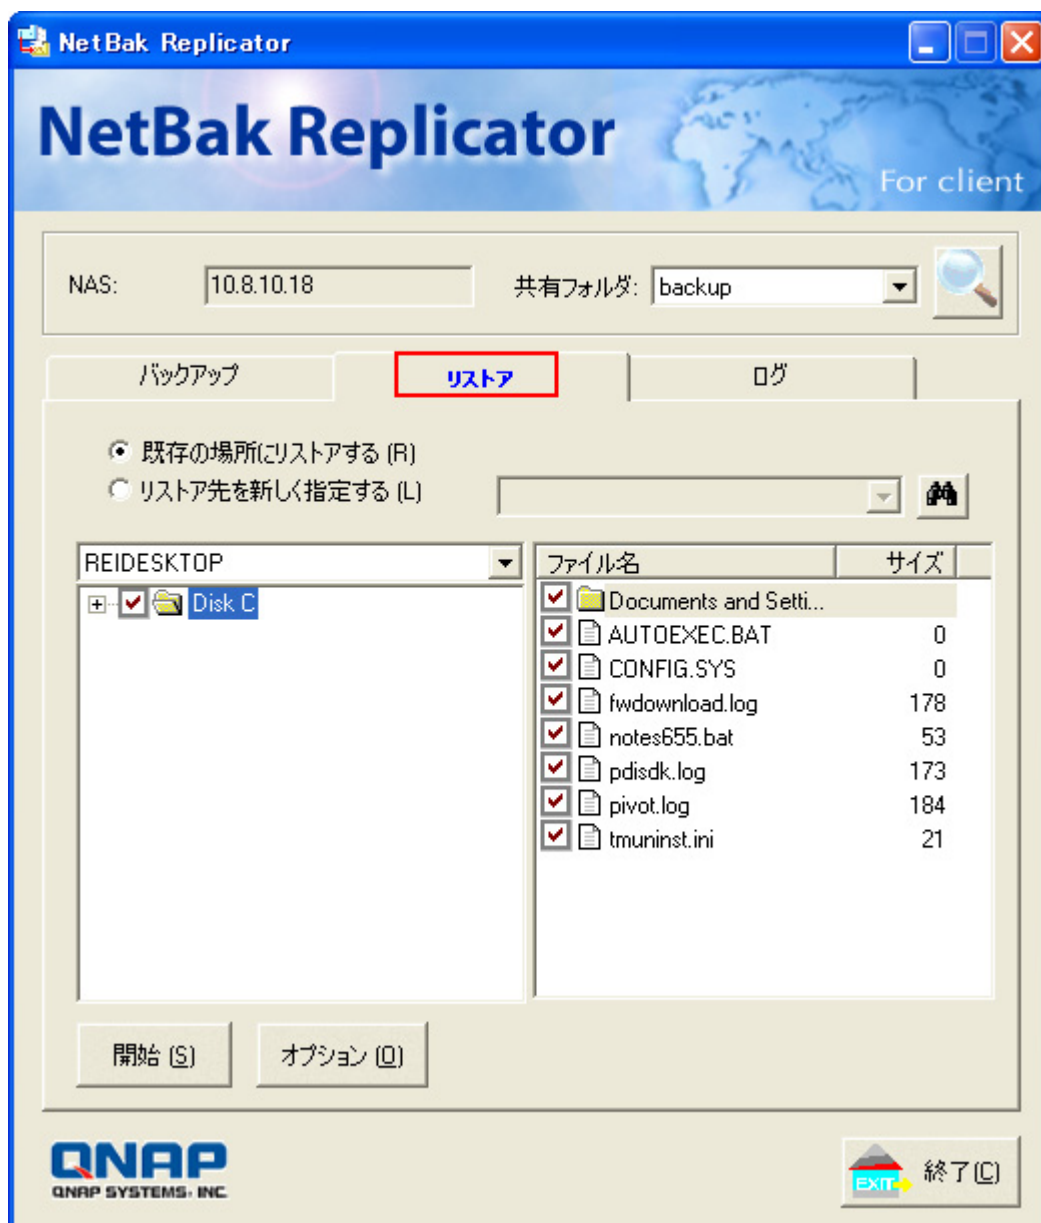 NetBak Replicator
NetBak Replicator
For client
NAS: 10.8.10.18 共有フォルダ: backup
バックアップ リストア ログ
既存の場所にリストアする (R)
リストア先を新しく指定する (L)
REIDESKTOP
Disk C
ファイル名 サイズ
Documents and Setti...
AUTOEXEC.BAT 0
CONFIG.SYS 0
fwdownload.log 178
notes655.bat 53
pdisdk.log 173
pivot.log 184
tmuninst.ini 21
開始 (S) オプション (O)
QNAP
QNAP SYSTEMS, INC
EXIT 終了(C)